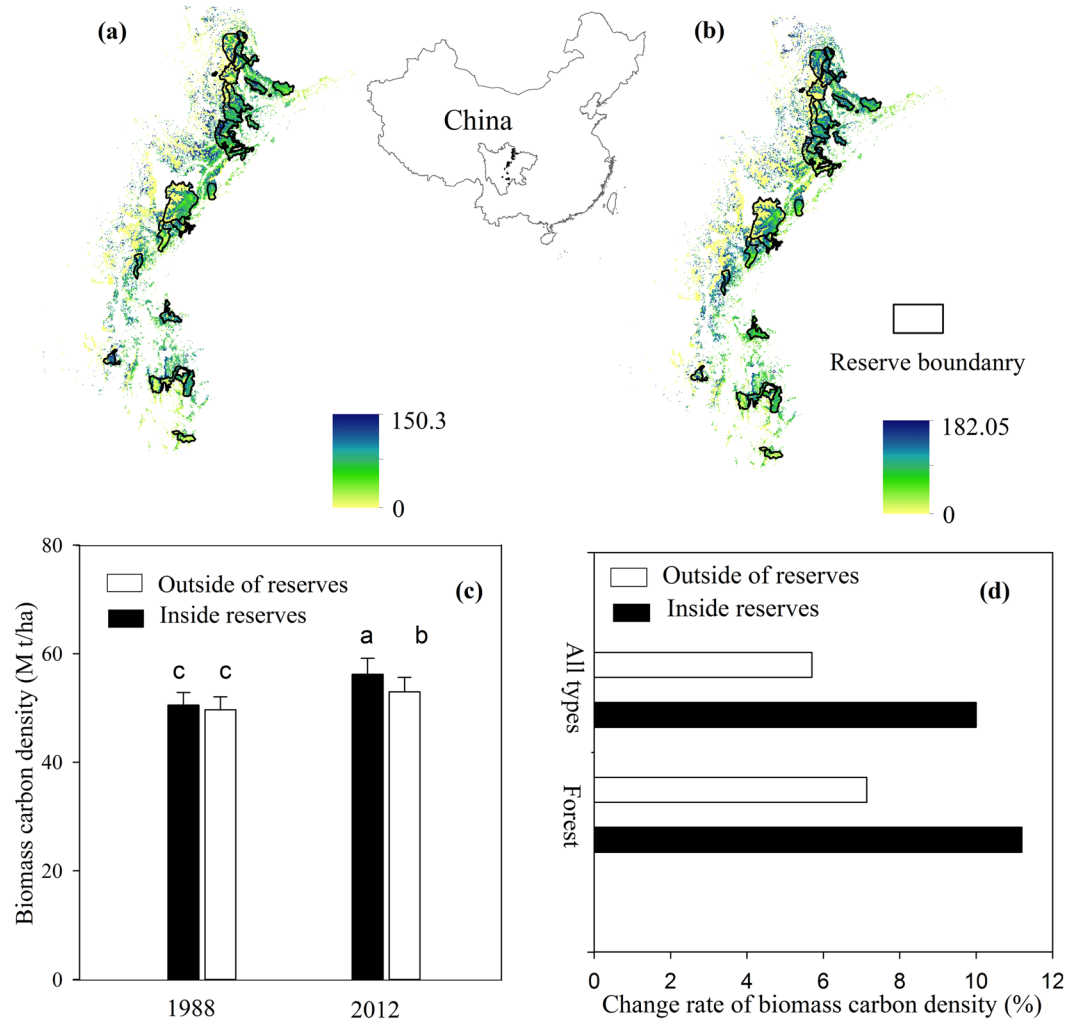 (a)
China
(b)
Reserve boundanry
150.3
0
182.05
0
80
60
40
20
0
Biomass carbon density (M t/ha)
Outside of reserves
Inside reserves
(c)
c
c
a
b
1988
2012
Outside of reserves
Inside reserves
(d)
All types
Forest
0
2
4
6
8
10
12
Change rate of biomass carbon density (%)